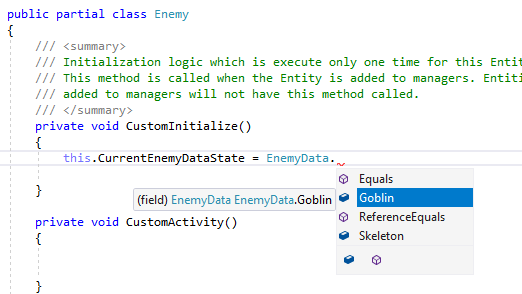 public partial class Enemy
{
/// <summary>
/// Initialization logic which is execute only one time for this Entit
/// This method is called when the Entity is added to managers. Entiti
/// added to managers will not have this method called.
/// </summary>
private void CustomInitialize()
{
this.CurrentEnemyDataState = EnemyData.
Equals
(field) EnemyData EnemyData.Goblin
Goblin
ReferenceEquals
Skeleton
}
private void CustomActivity()
{
}